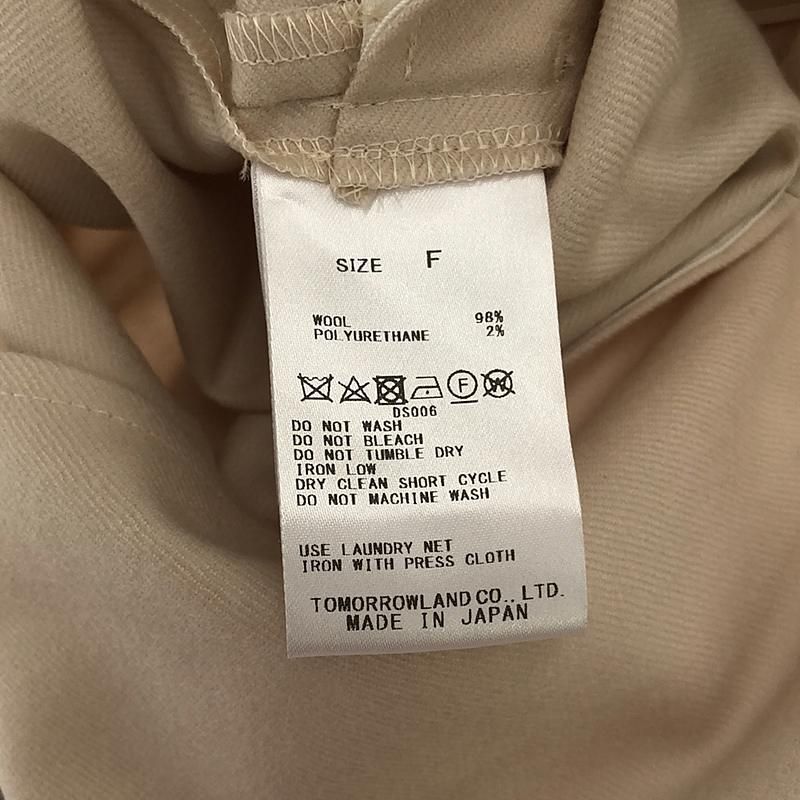 SIZE F
WOOL 98%
POLYURETHANE 2%
F W
DS006
DO NOT WASH
DO NOT BLEACH
DO NOT TUMBLE DRY
IRON LOW
DRY CLEAN SHORT CYCLE
DO NOT MACHINE WASH
USE LAUNDRY NET
IRON WITH PRESS CLOTH
TOMORROWLAND CO., LTD.
MADE IN JAPAN